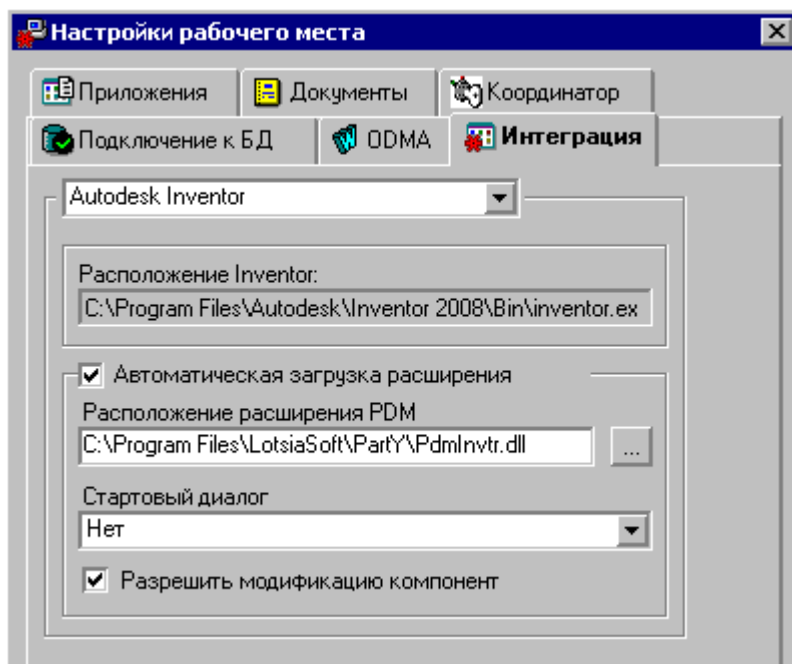 Настройки рабочего места
Приложения
Документы
Координатор
Подключение к БД
ODMA
Интеграция
Autodesk Inventor
Расположение Inventor:
C:\Program Files\Autodesk\Inventor 2008\Bin\inventor.ex
Автоматическая загрузка расширения
Расположение расширения PDM
C:\Program Files\LotsiaSoft\PartY\PdmInvtr.dll
...
Стартовый диалог
Нет
Разрешить модификацию компонент